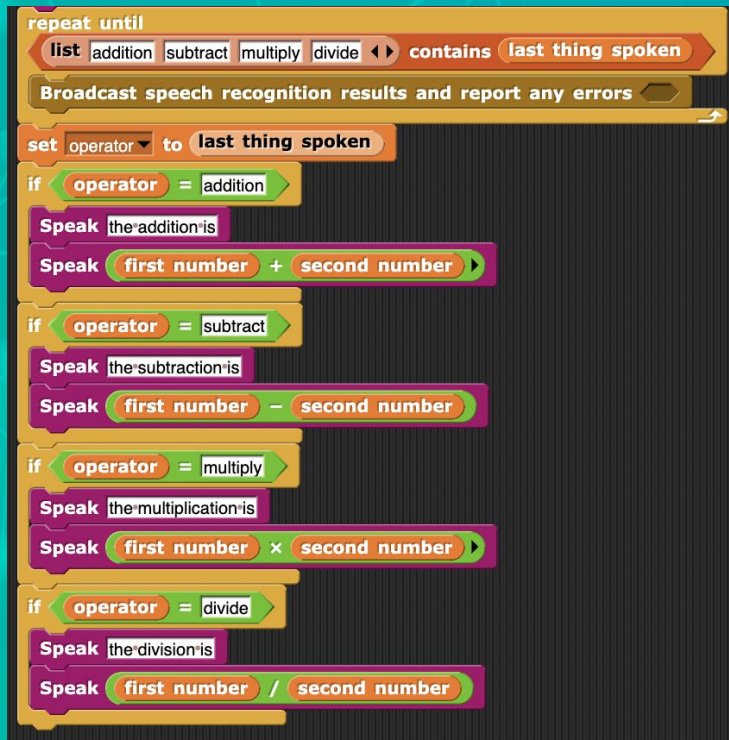 repeat until
list addition subtract multiply divide contains last thing spoken
Broadcast speech recognition results and report any errors
set operator to last thing spoken
if operator = addition
Speak the addition is
Speak first number + second number
if operator = subtract
Speak the subtraction is
Speak first number - second number
if operator = multiply
Speak the multiplication is
Speak first number × second number
if operator = divide
Speak the division is
Speak first number / second number